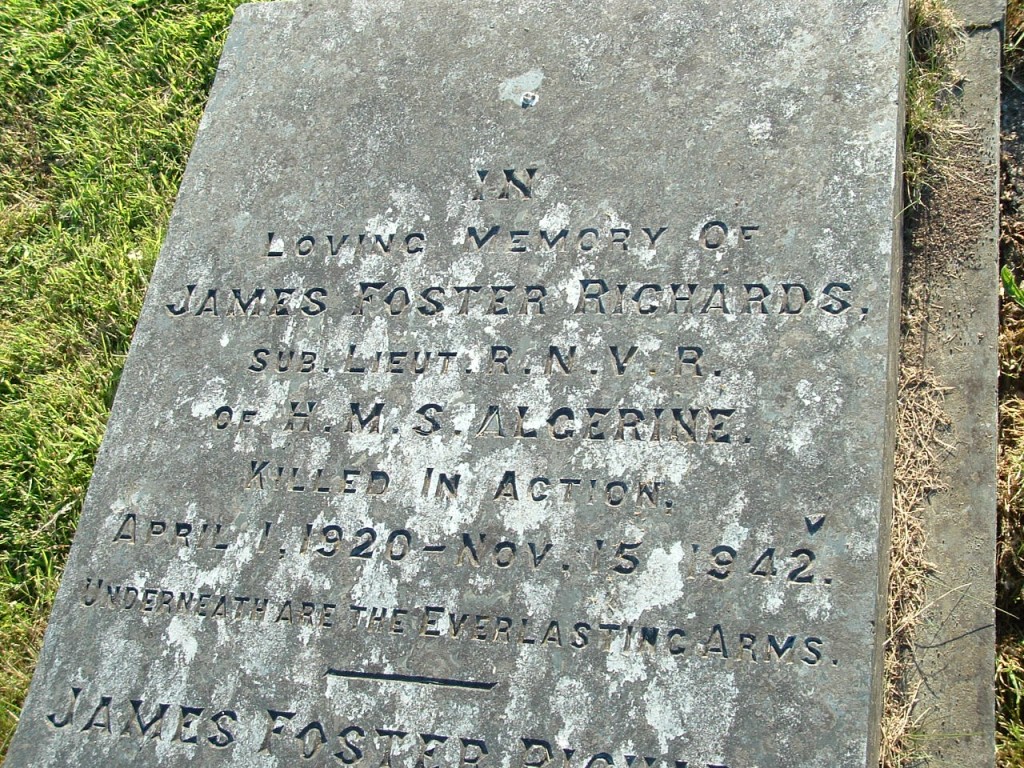 IN
LOVING MEMORY OF
JAMES FOSTER RICHARDS,
SUB. LIEUT. R.N.V.R.
OF H.M.S. ALGERINE.
KILLED IN ACTION,
APRIL 1, 1920-NOV. 15 1942.
UNDERNEATH ARE THE EVERLASTING ARMS.
JAMES FOSTER